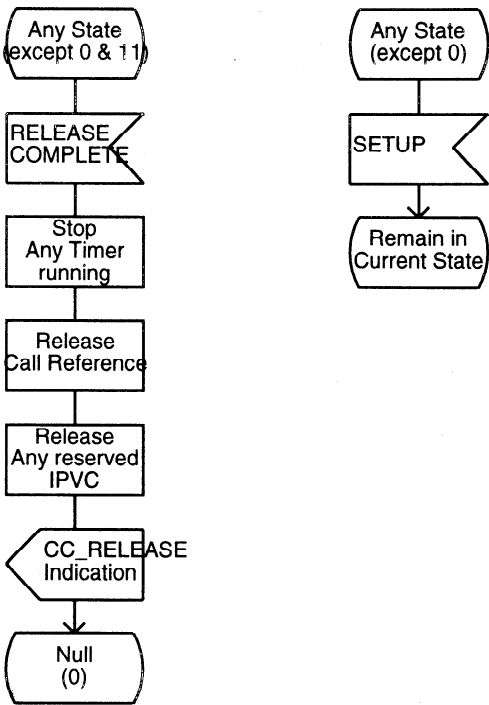 Any State
(except 0 & 11)
RELEASE
COMPLETE
Stop
Any Timer
running
Release
Call Reference
Release
Any reserved
IPVC
CC_RELEASE
Indication
Null
(0)
Any State
(except 0)
SETUP
Remain in
Current State